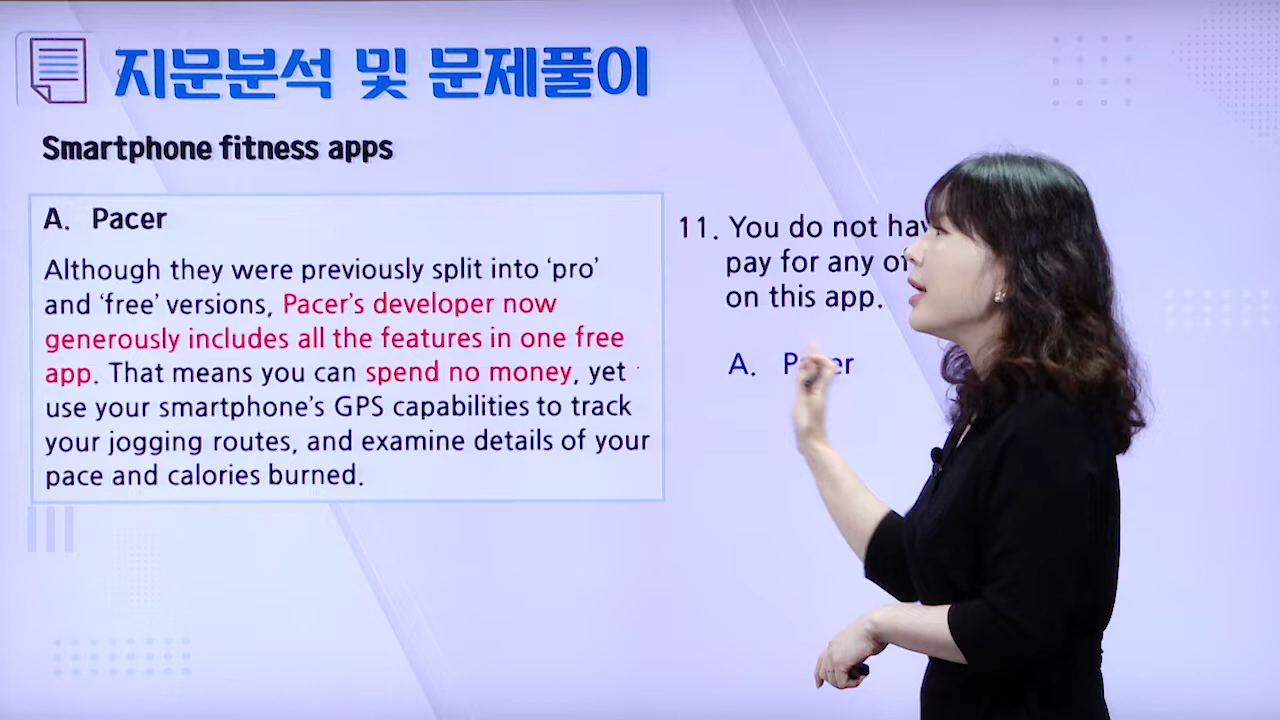 지문분석 및 문제풀이
Smartphone fitness apps
A. Pacer
Although they were previously split into ‘pro’
and ‘free’ versions, Pacer’s developer now
generously includes all the features in one free
app. That means you can spend no money, yet
use your smartphone’s GPS capabilities to track
your jogging routes, and examine details of your
pace and calories burned.
11. You do not
pay for any
on this app.
A.